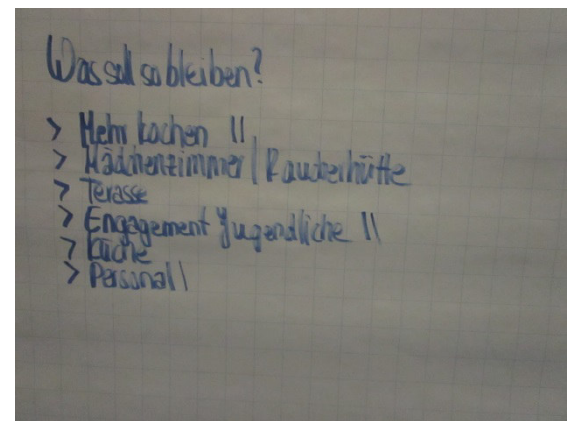 Was soll so bleiben?
> Mehr kochen ||
> Mädchenzimmer | Räuberhütte
> Terasse
> Engagement Jugendliche ||
> Küche
> Personal |